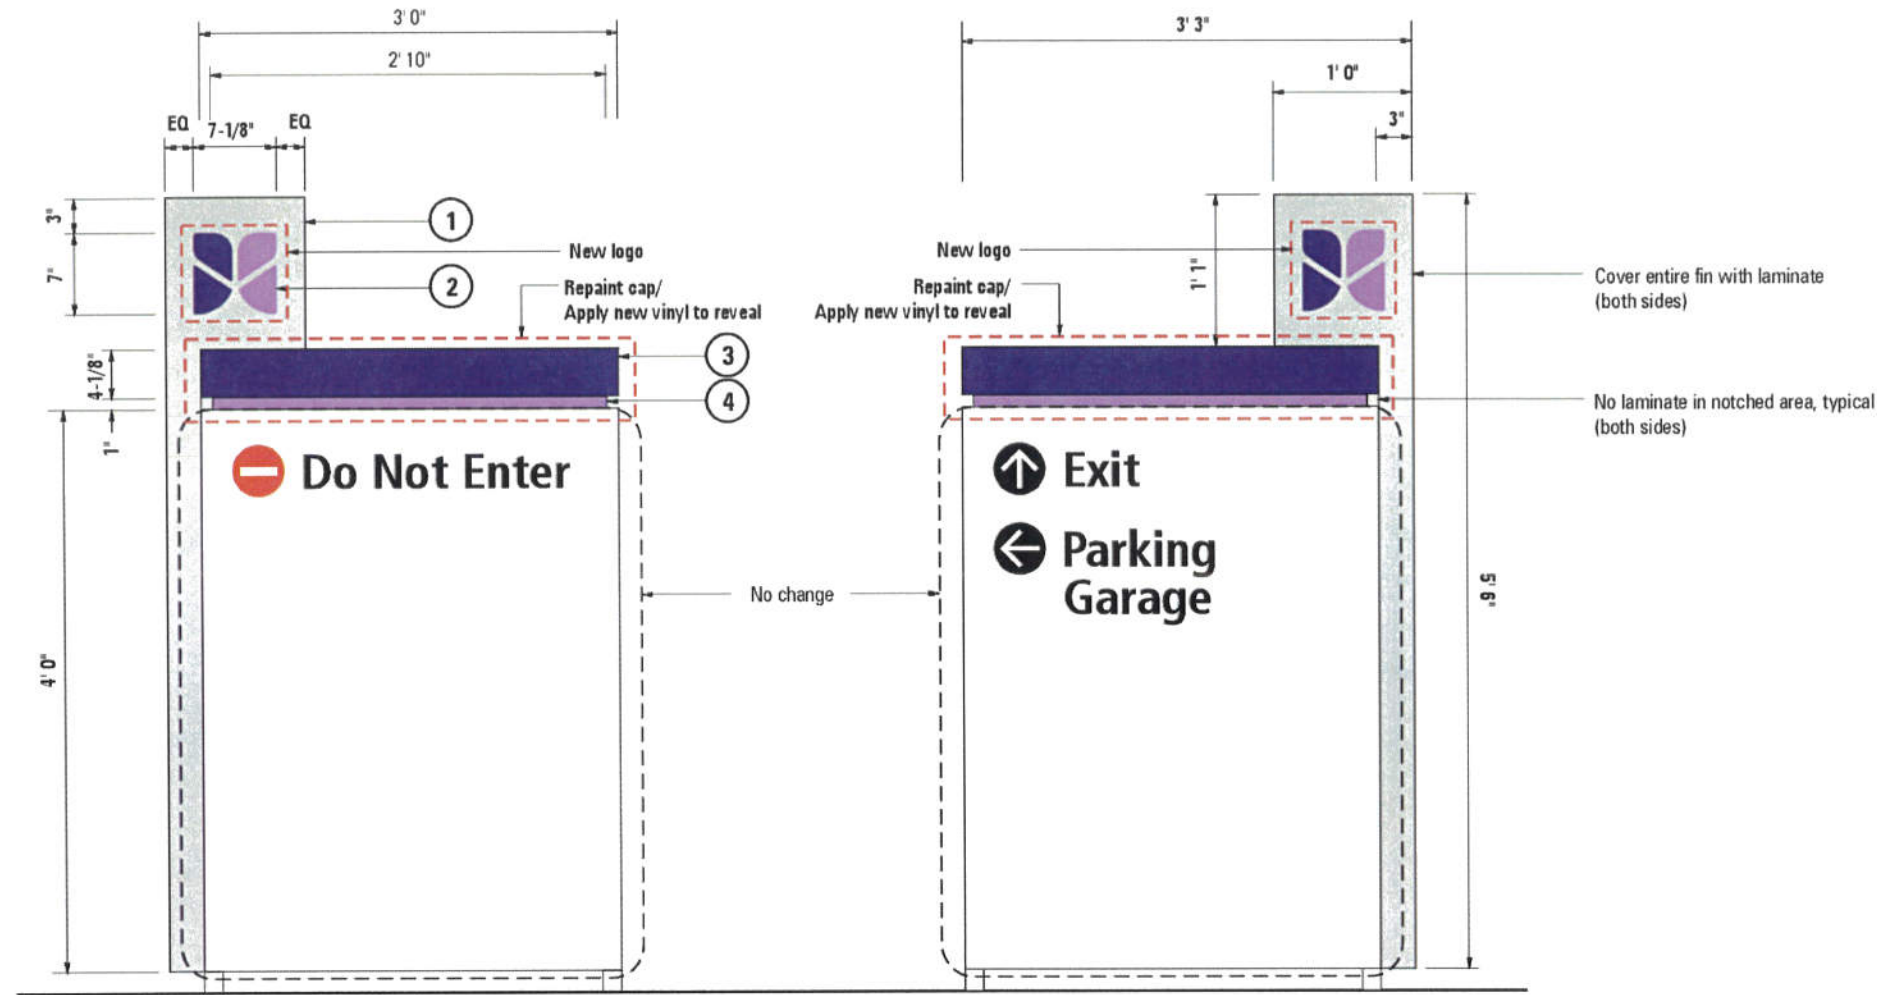 3' 0"
2' 10"
EQ
7-1/8"
EQ
3"
7"
4-1/8"
1"
4' 0"
1
New logo
2
Repaint cap/
Apply new vinyl to reveal
3
4
Do Not Enter
No change
3' 3"
1' 0"
3"
1' 1"
New logo
Repaint cap/
Apply new vinyl to reveal
Cover entire fin with laminate
(both sides)
No laminate in notched area, typical
(both sides)
Exit
Parking
Garage
5' 6"